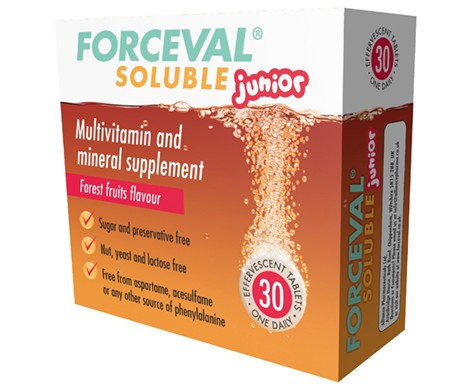 FORCEVAL®
SOLUBLE junior
Multivitamin and
mineral supplement
Forest fruits flavour
Sugar and preservative free
Nut, yeast and lactose free
Free from aspartame, acesulfame
or any other source of phenylalanine
EFFERVESCENT TABLETS
30
ONE DAILY
EFFERVESCENT TABLETS
30
ONE DAILY
FORCEVAL®
SOLUBLE junior